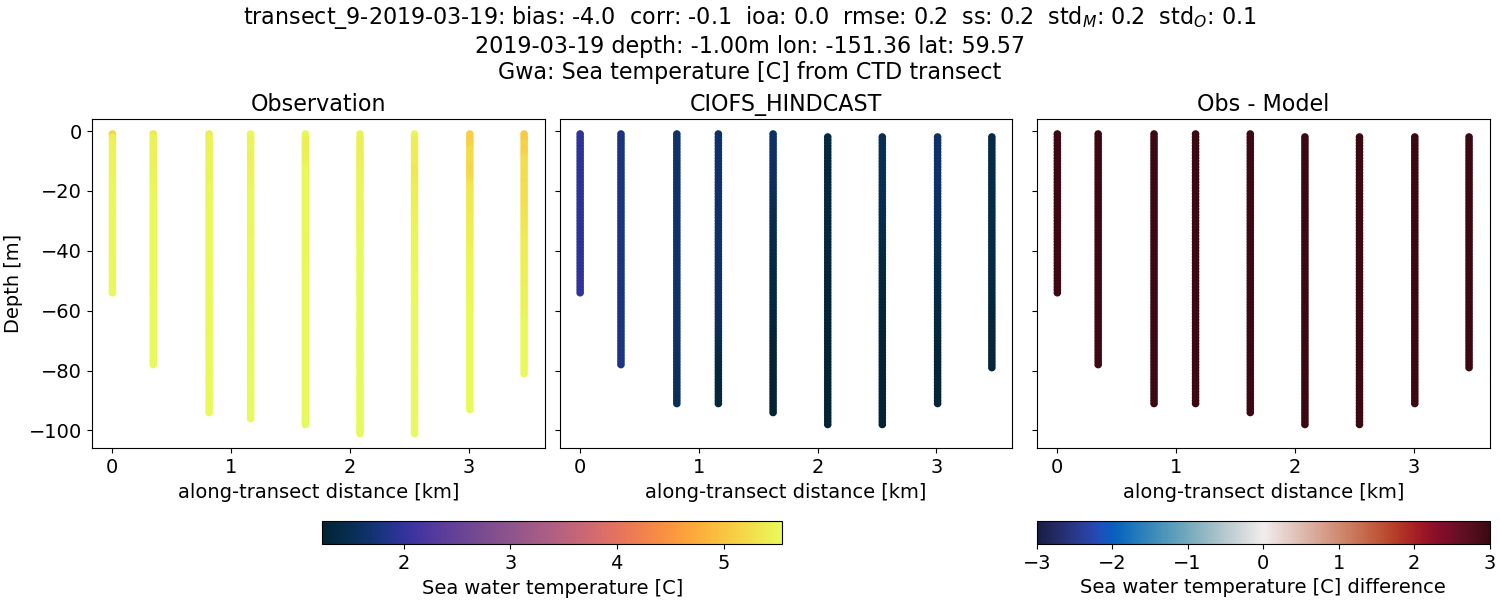 transect_9-2019-03-19: bias: -4.0  corr: -0.1  ioa: 0.0  rmse: 0.2  ss: 0.2  std_M: 0.2  std_O: 0.1
2019-03-19 depth: -1.00m lon: -151.36 lat: 59.57
Gwa: Sea temperature [C] from CTD transect
Observation
CIOFS_HINDCAST
Obs - Model
Depth [m]
0
−20
−40
−60
−80
−100
0 1 2 3
0 1 2 3
0 1 2 3
along-transect distance [km]
along-transect distance [km]
along-transect distance [km]
2 3 4 5
Sea water temperature [C]
−3 −2 −1 0 1 2 3
Sea water temperature [C] difference